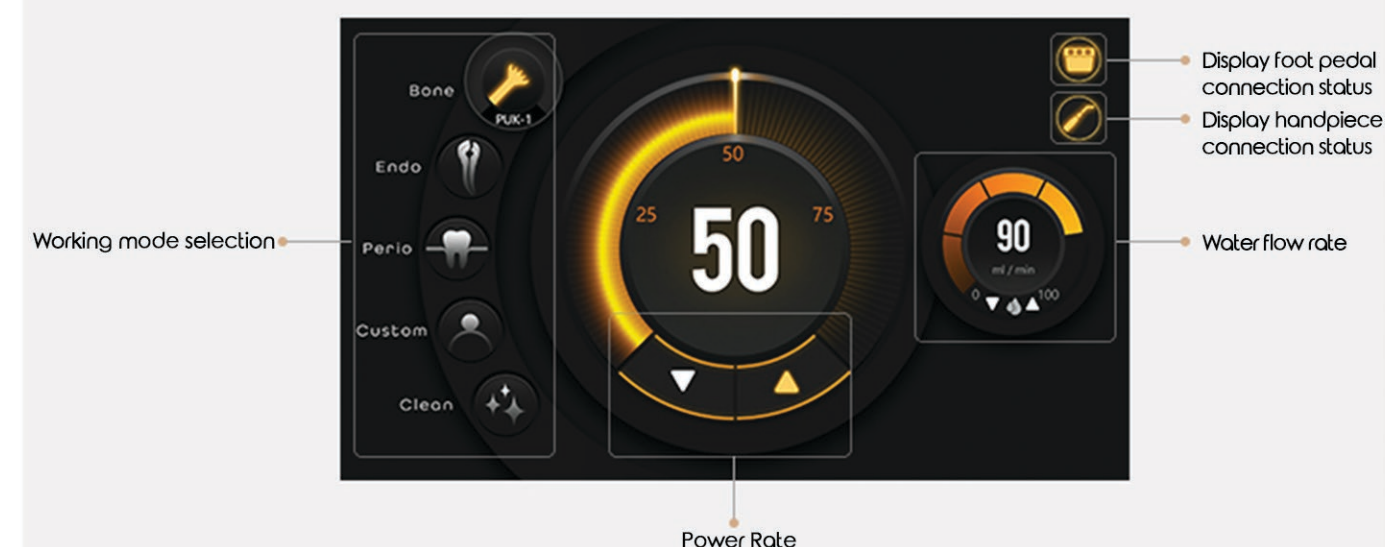 Bone
PUK-1
Endo
Perio
Custom
Clean
Working mode selection
50
25
75
50
Display foot pedal
connection status
Display handpiece
connection status
90
ml / min
0
100
Water flow rate
Power Rate